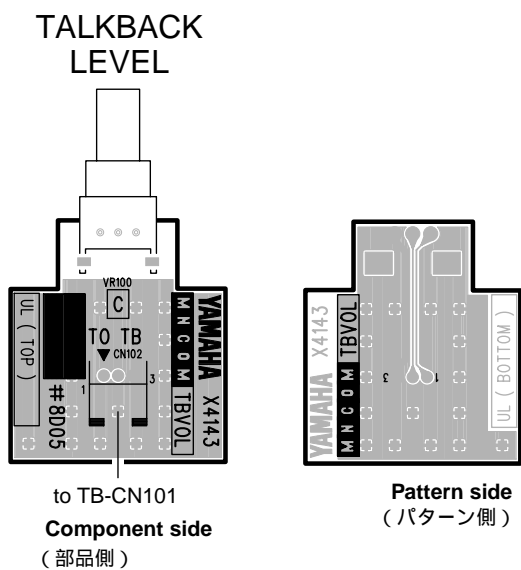 TALKBACK
LEVEL
VR100
C
TO TB
CN102
1
3
UL ( TOP )
#8D05
MNCOM TBVOL
YAMAHA X4143
to TB-CN101
Component side
( 部品側 )
YAMAHA X4143
MNCOM TBVOL
3
1
UL ( BOTTOM )
Pattern side
( パターン側 )